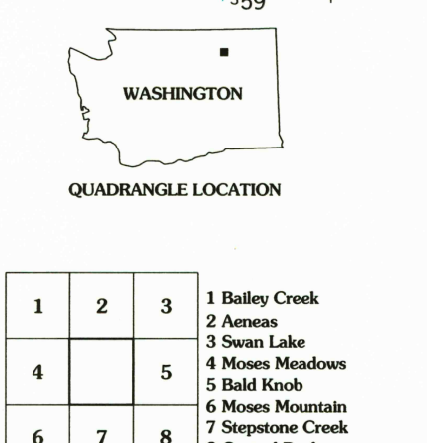 359
WASHINGTON
QUADRANGLE LOCATION
1 2 3
4 5
6 7 8
1 Bailey Creek
2 Aeneas
3 Swan Lake
4 Moses Meadows
5 Bald Knob
6 Moses Mountain
7 Stepstone Creek